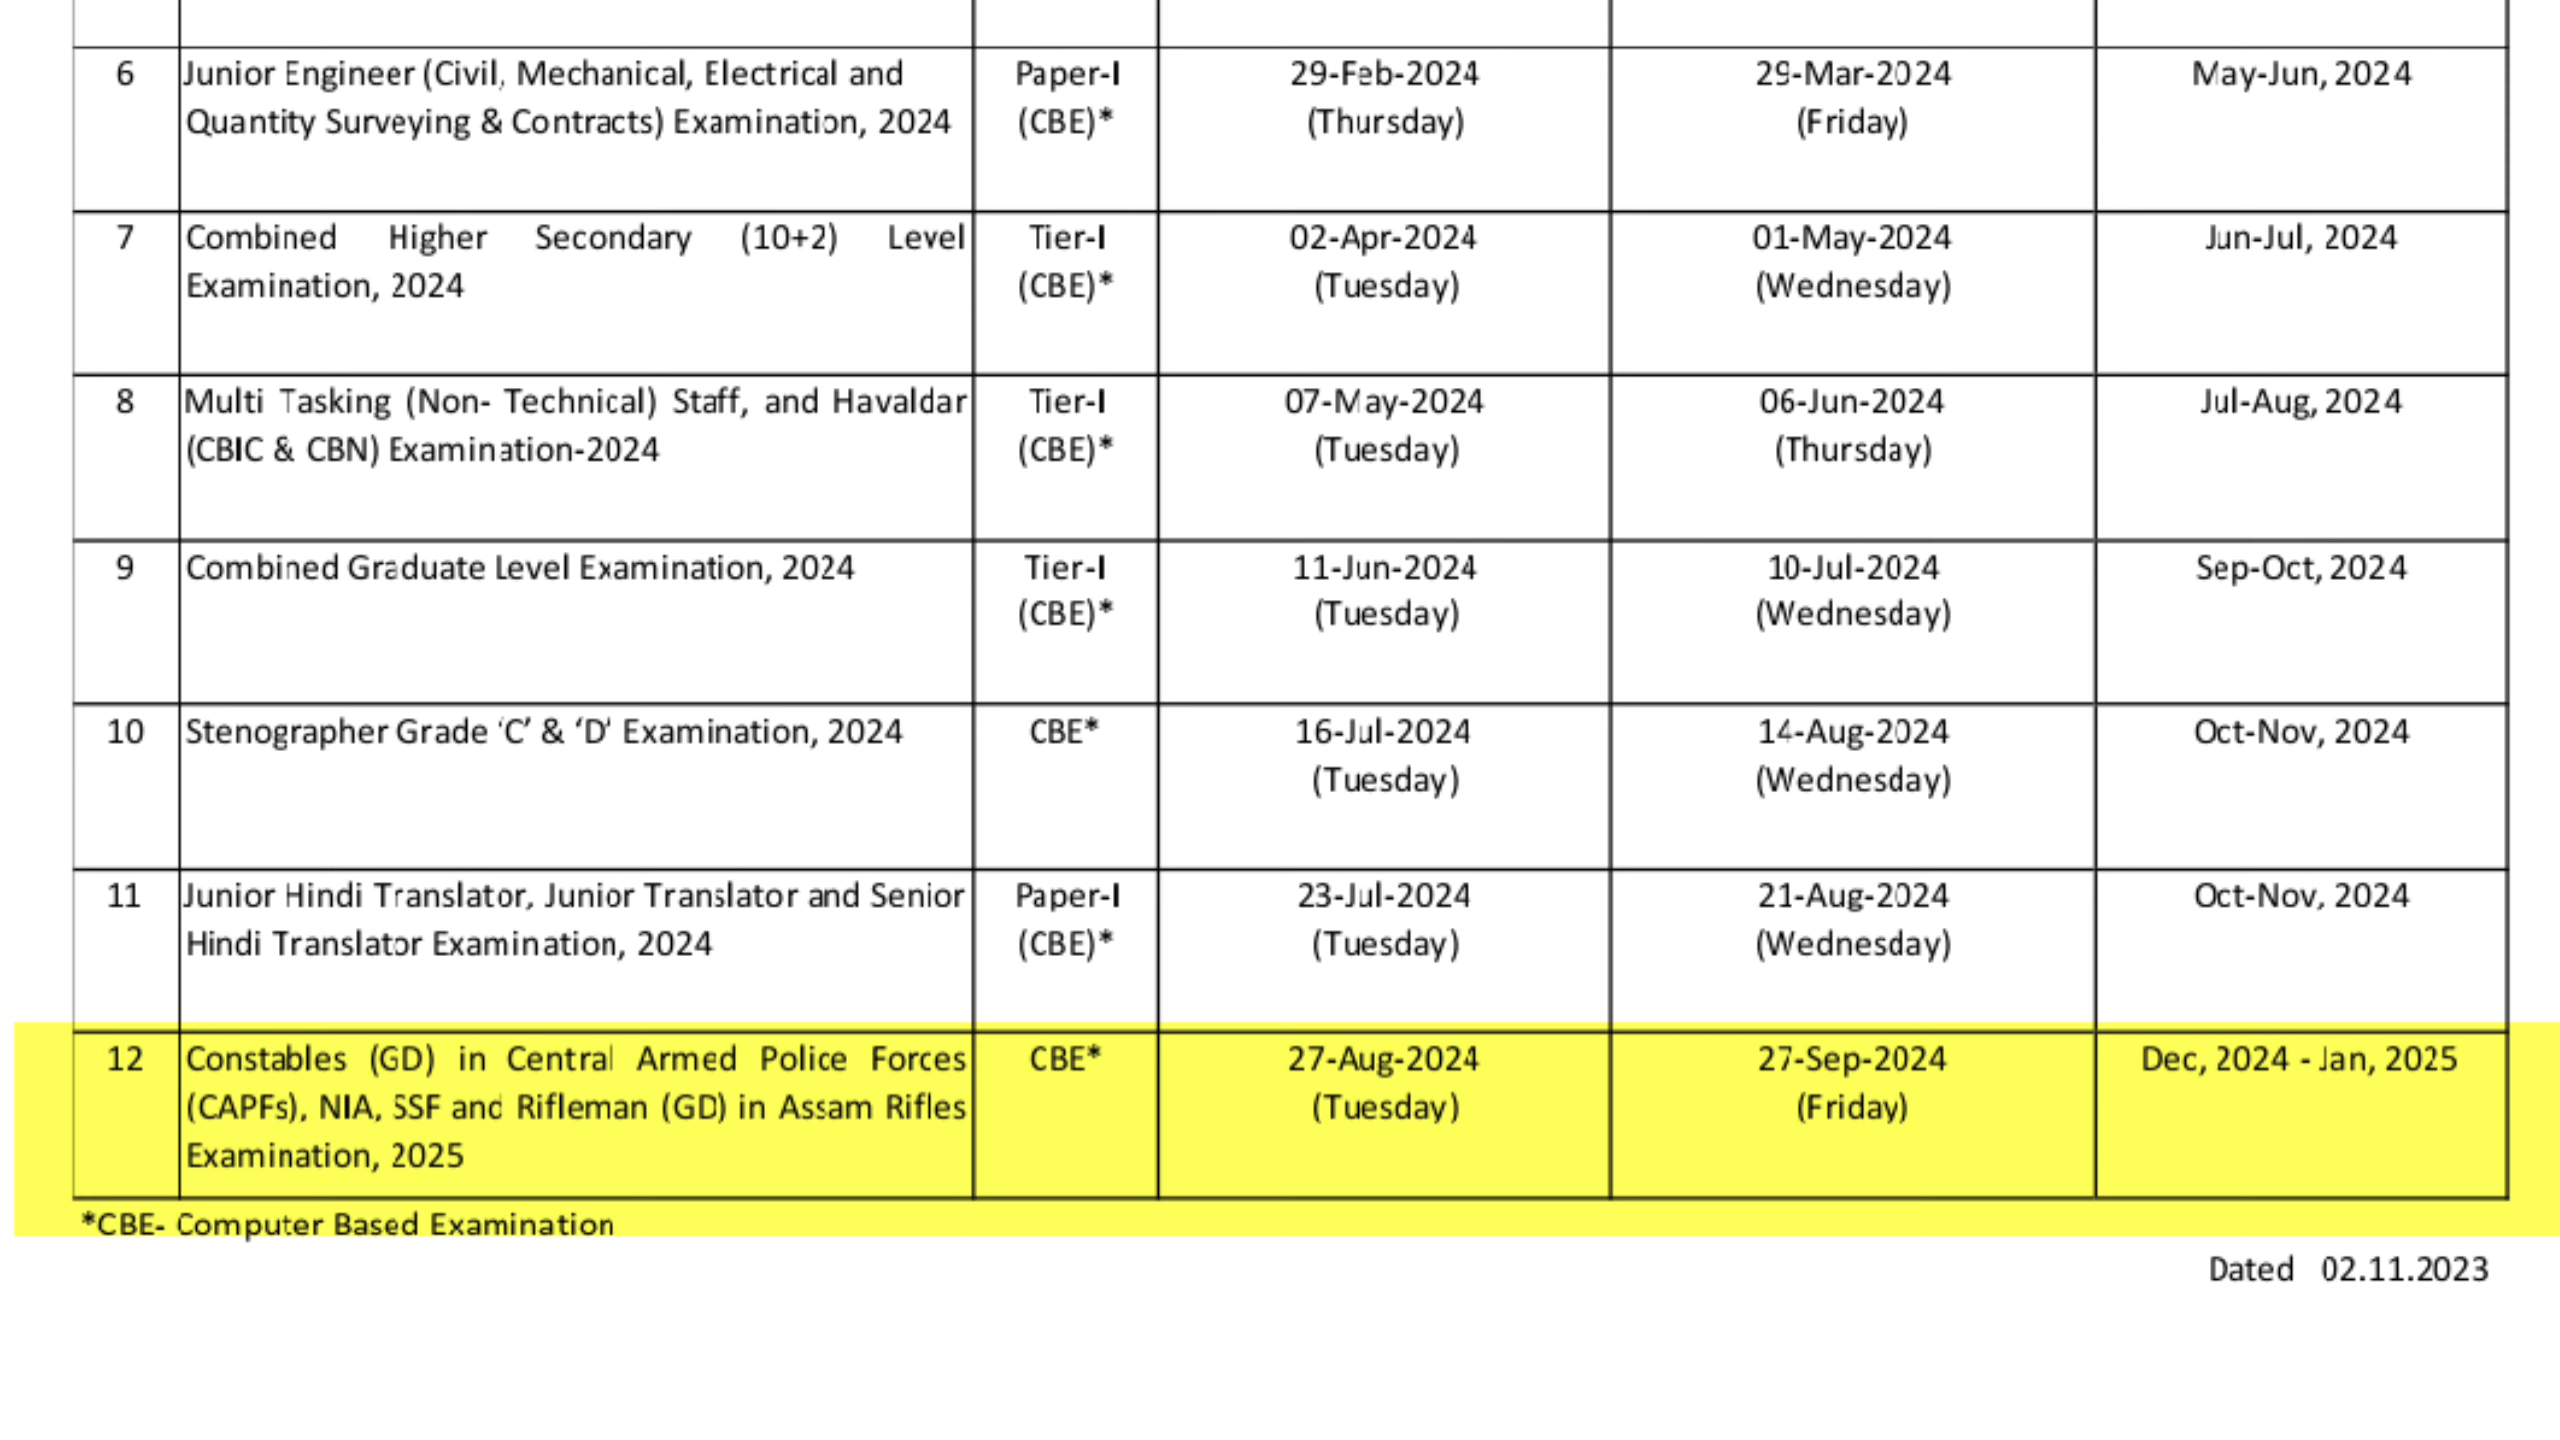 6 Junior Engineer (Civil, Mechanical, Electrical and Paper-I 29-Feb-2024 29-Mar-2024 May-Jun, 2024
Quantity Surveying & Contracts) Examination, 2024 (CBE)* (Thursday) (Friday)
7 Combined Higher Secondary (10+2) Level Tier-I 02-Apr-2024 01-May-2024 Jun-Jul, 2024
Examination, 2024 (CBE)* (Tuesday) (Wednesday)
8 Multi Tasking (Non- Technical) Staff, and Havaldar Tier-I 07-May-2024 06-Jun-2024 Jul-Aug, 2024
(CBIC & CBN) Examination-2024 (CBE)* (Tuesday) (Thursday)
9 Combined Graduate Level Examination, 2024 Tier-I 11-Jun-2024 10-Jul-2024 Sep-Oct, 2024
(CBE)* (Tuesday) (Wednesday)
10 Stenographer Grade ‘C’ & ‘D’ Examination, 2024 CBE* 16-Jul-2024 14-Aug-2024 Oct-Nov, 2024
(Tuesday) (Wednesday)
11 Junior Hindi Translator, Junior Translator and Senior Paper-I 23-Jul-2024 21-Aug-2024 Oct-Nov, 2024
Hindi Translator Examination, 2024 (CBE)* (Tuesday) (Wednesday)
12 Constables (GD) in Central Armed Police Forces CBE* 27-Aug-2024 27-Sep-2024 Dec, 2024 - Jan, 2025
(CAPFs), NIA, SSF and Rifleman (GD) in Assam Rifles (Tuesday) (Friday)
Examination, 2025
*CBE- Computer Based Examination
Dated 02.11.2023